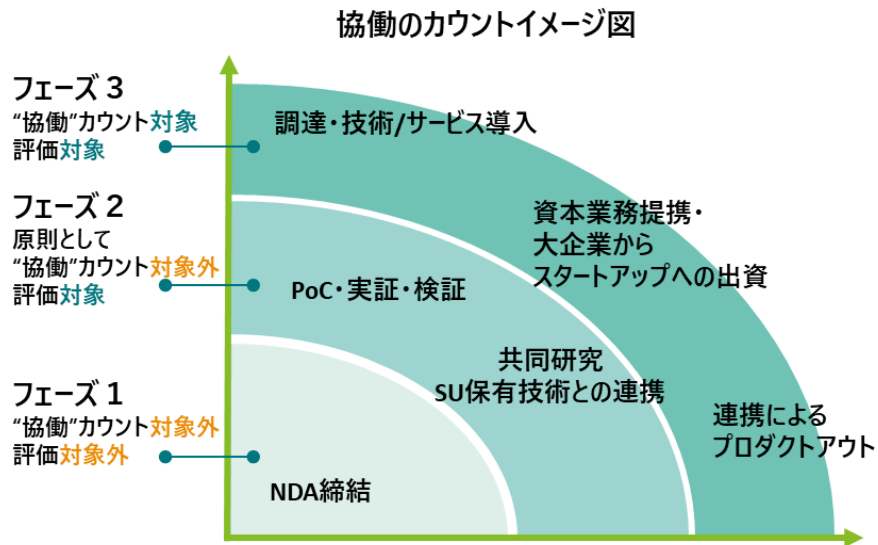 協働のカウントイメージ図
フェーズ3
“協働”カウント対象
評価対象
フェーズ2
原則として
“協働”カウント対象外
評価対象
フェーズ1
“協働”カウント対象外
評価対象外
調達・技術/サービス導入
資本業務提携・
大企業から
スタートアップへの出資
連携による
プロダクトアウト
PoC・実証・検証
共同研究
SU保有技術との連携
NDA締結